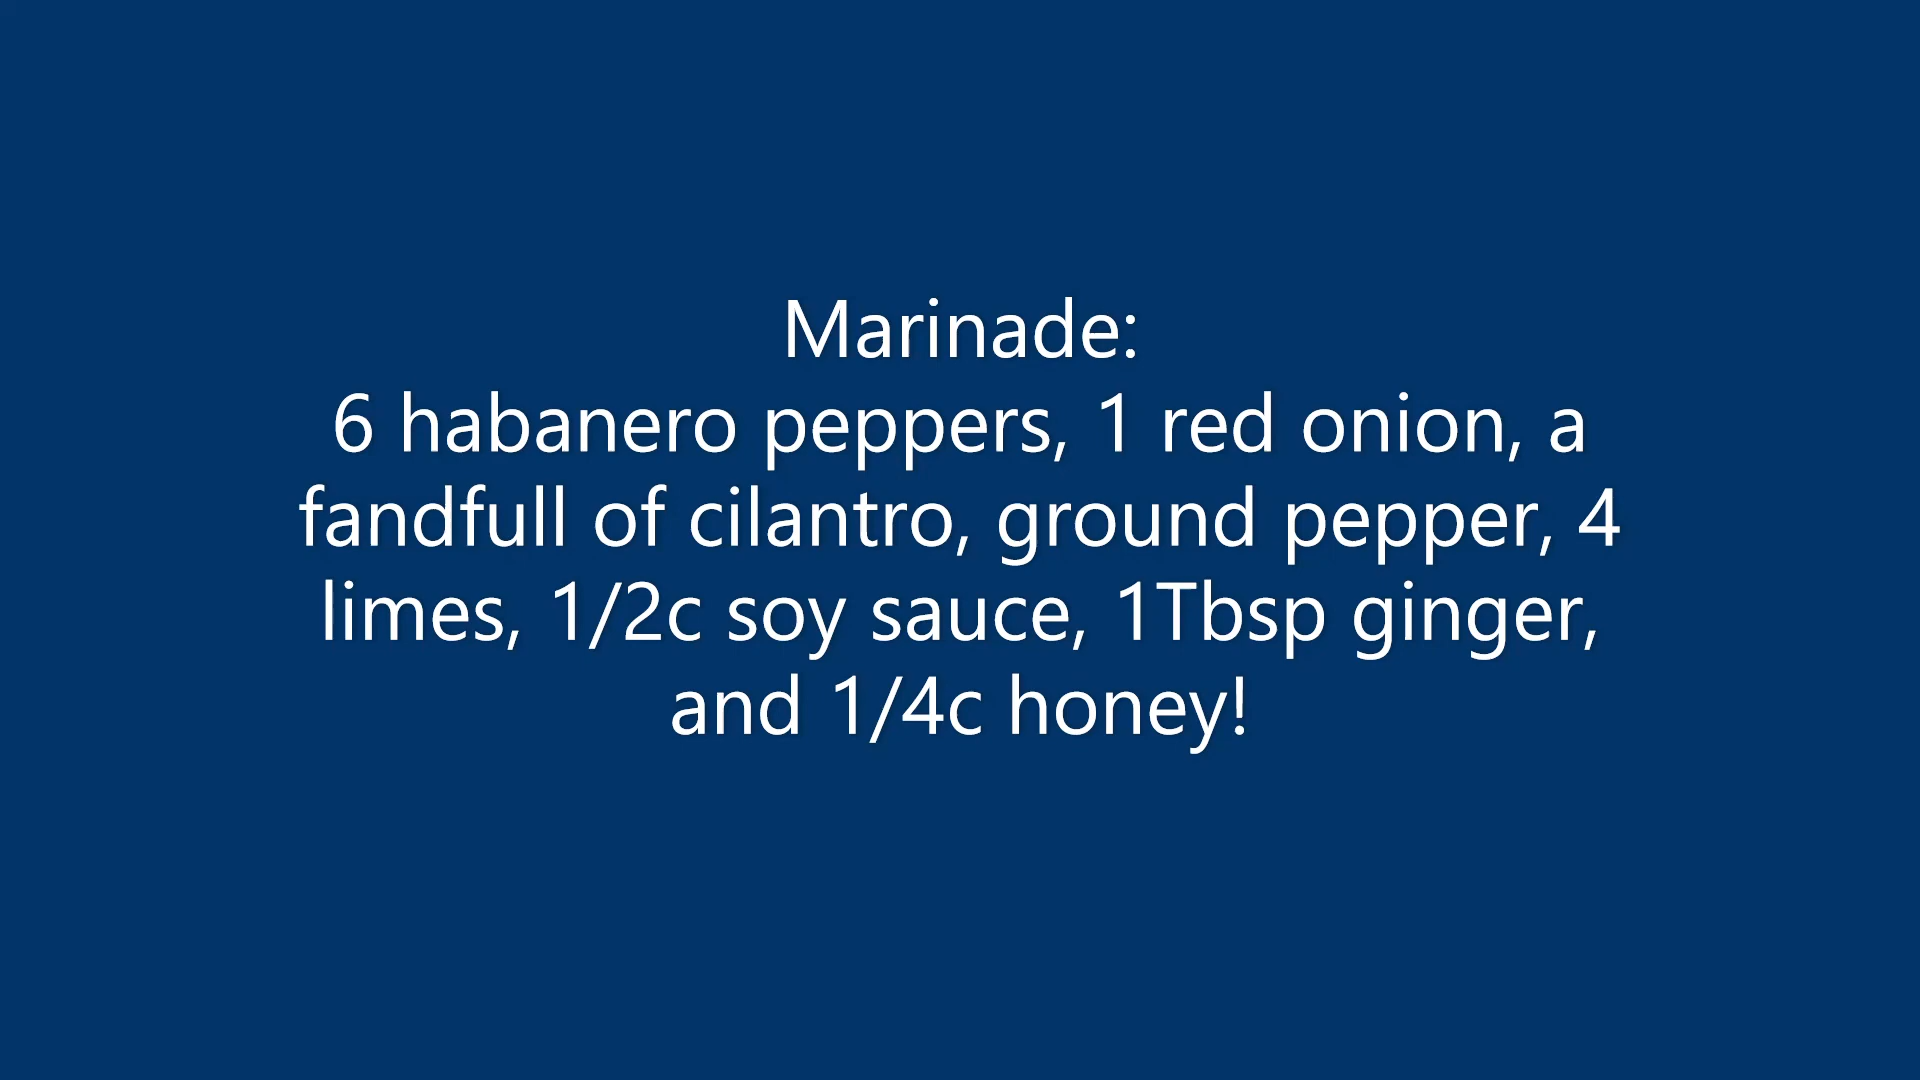 Marinade:
6 habanero peppers, 1 red onion, a
fandfull of cilantro, ground pepper, 4
limes, 1/2c soy sauce, 1Tbsp ginger,
and 1/4c honey!